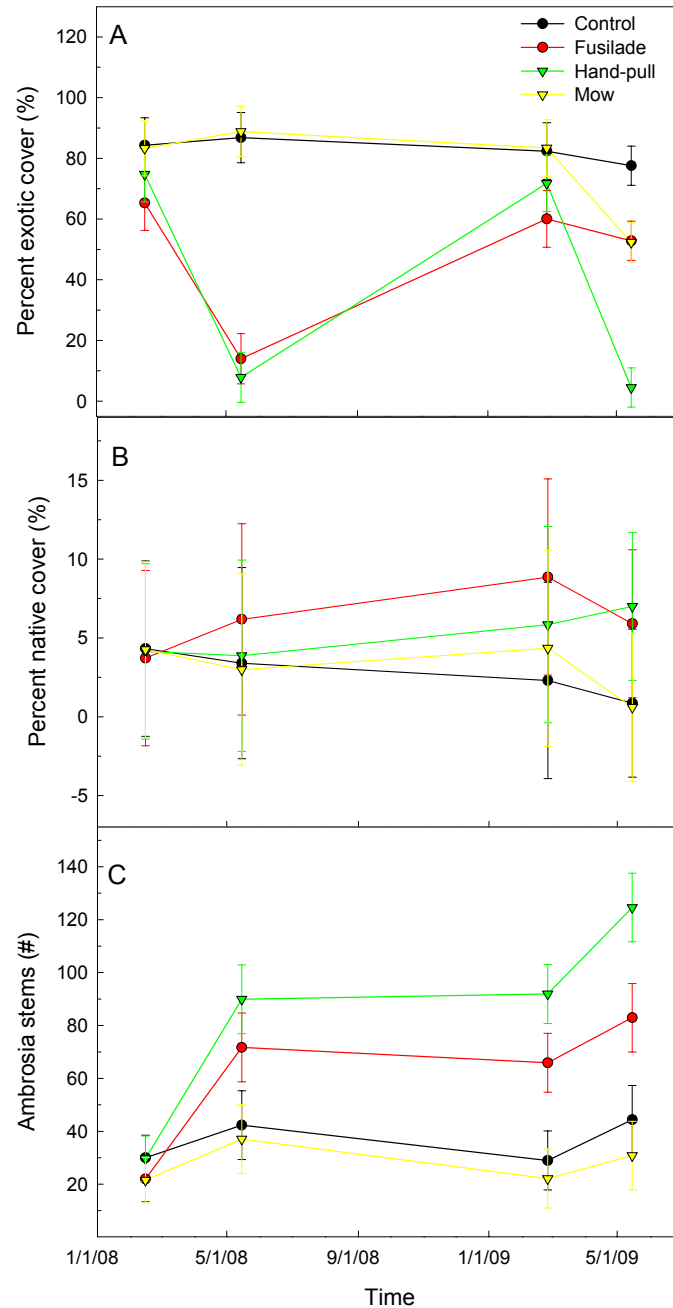 A
Control
Fusilade
Hand-pull
Mow
Percent exotic cover (%)
120
100
80
60
40
20
0
B
Percent native cover (%)
15
10
5
0
-5
C
Ambrosia stems (#)
140
120
100
80
60
40
20
1/1/08 5/1/08 9/1/08 1/1/09 5/1/09
Time